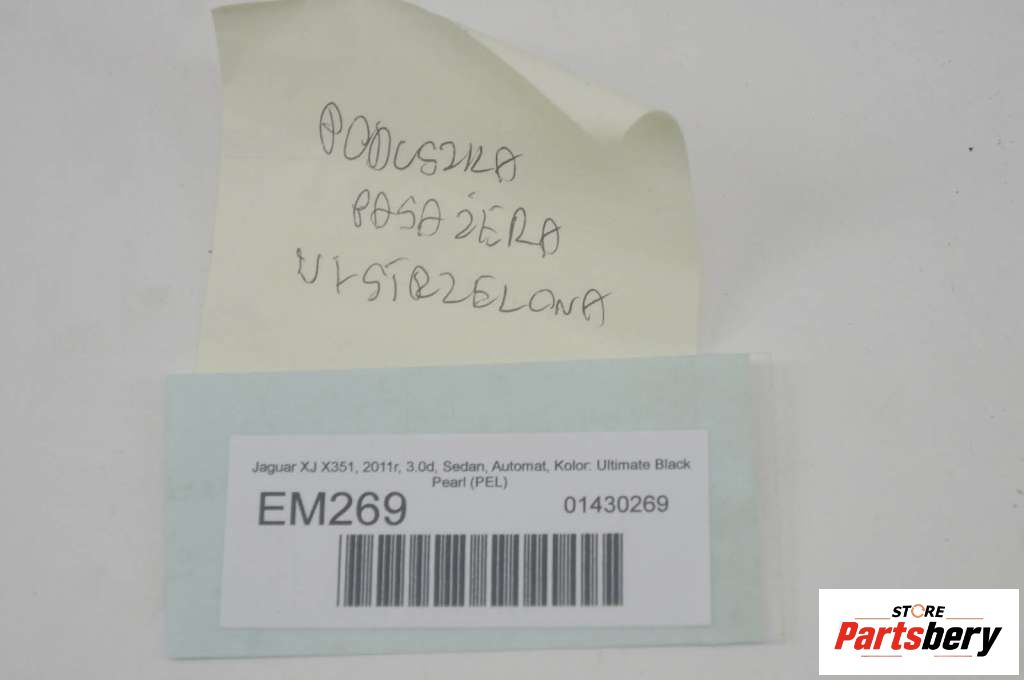 PODUSZKA
PASAŻERA
WYSTRZELONA
Jaguar XJ X351, 2011r, 3.0d, Sedan, Automat, Kolor: Ultimate Black
Pearl (PEL)
EM269 01430269
STORE
Partsbery